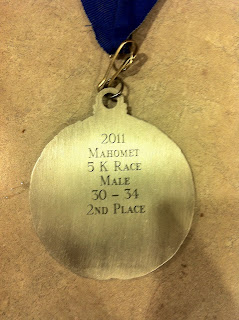 2011
Mahomet
5 K Race
Male
30 - 34
2nd Place